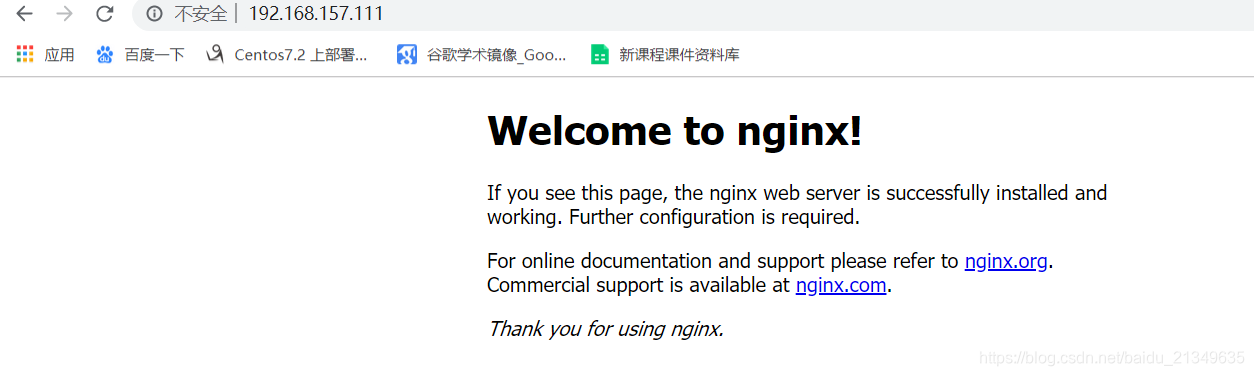 不安全 | 192.168.157.111
应用 百度一下 Centos7.2 上部署... 谷歌学术镜像_Goo... 新课程课件资料库
Welcome to nginx!
If you see this page, the nginx web server is successfully installed and
working. Further configuration is required.
For online documentation and support please refer to nginx.org.
Commercial support is available at nginx.com.
Thank you for using nginx.
https://blog.csdn.net/baidu_21349635